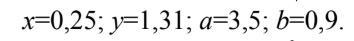 x=0,25; y=1,31; a=3,5; b=0,9.